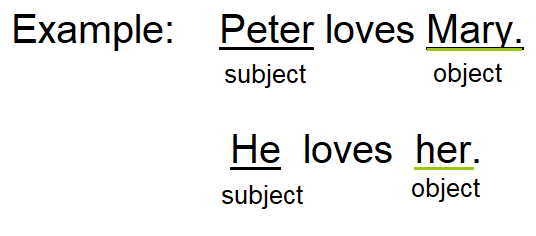 Example: Peter loves Mary.
subject object
He loves her.
subject object